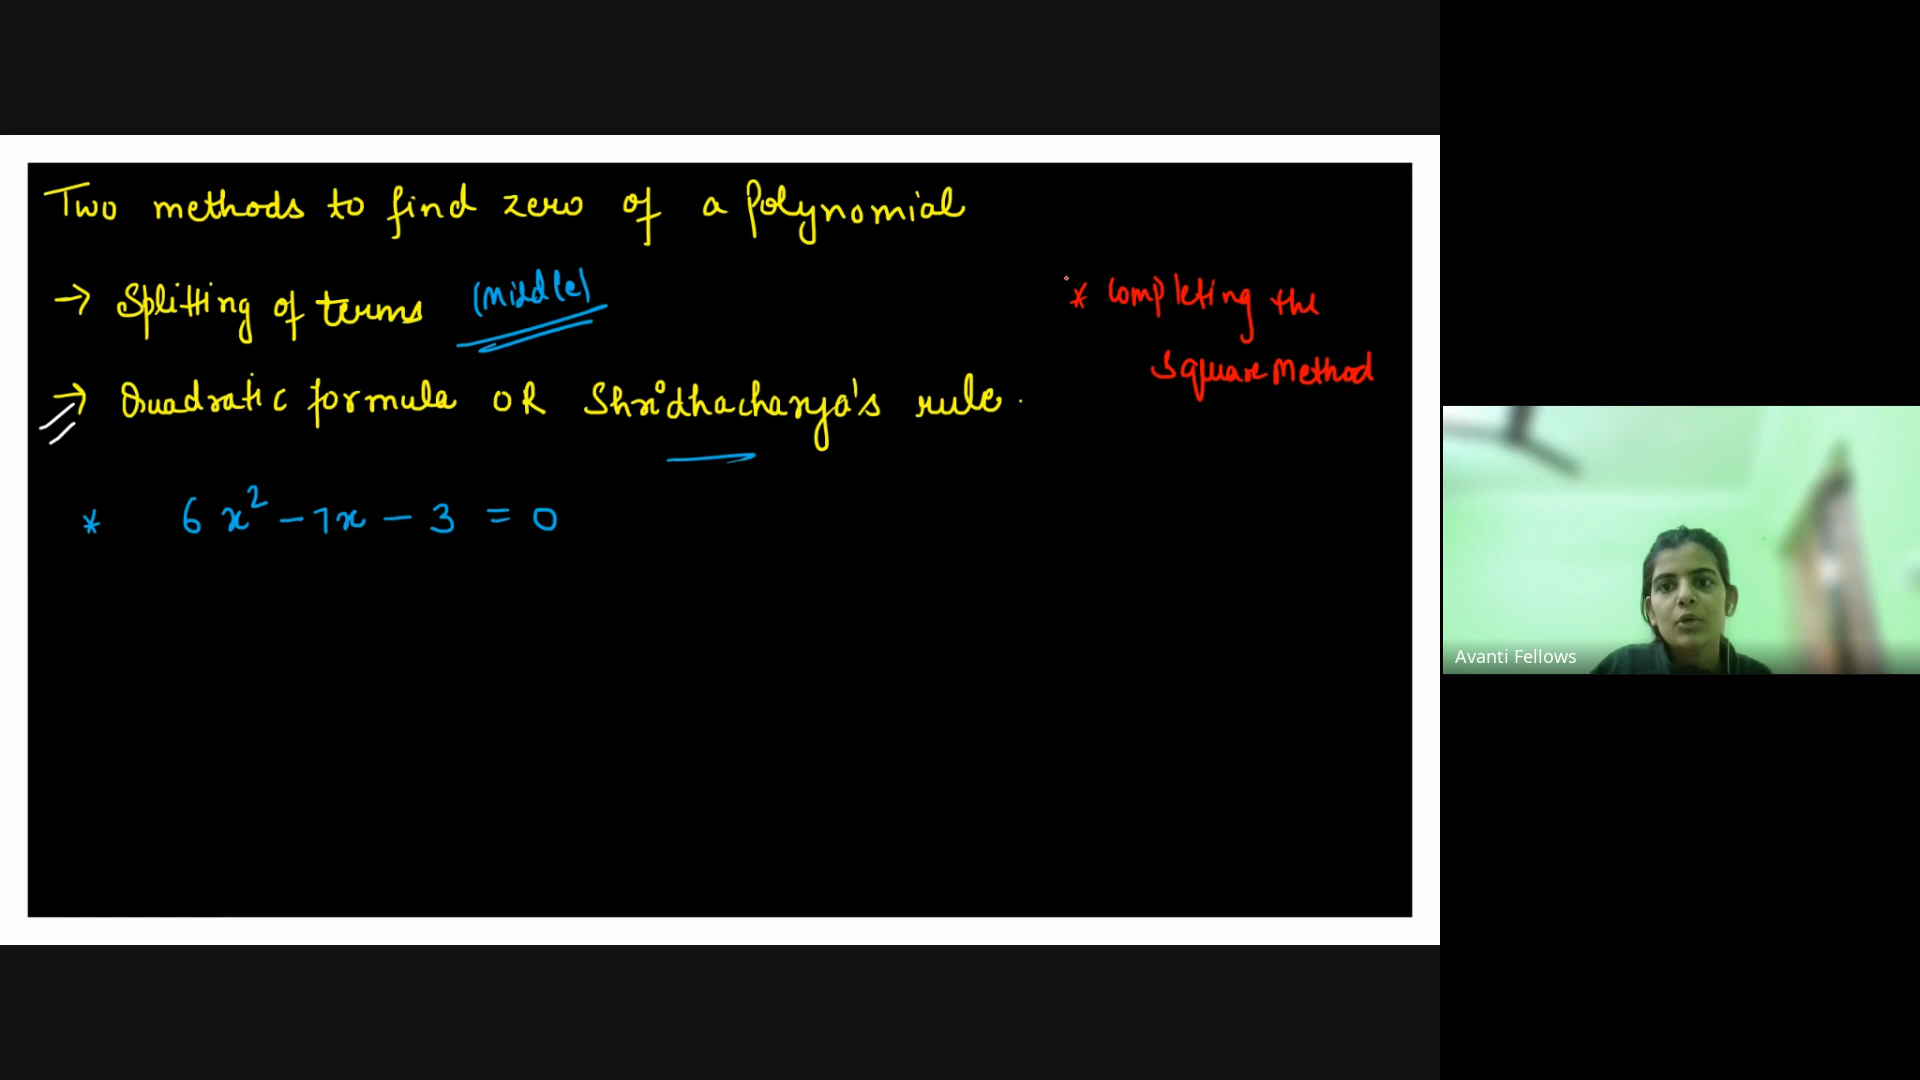 Two methods to find zero of a Polynomial
→ Splitting of terms (middle)
* Completing the
Square Method
→ Quadratic formula OR Shridhacharya's rule.
* 6x² - 7x - 3 = 0
Avanti Fellows